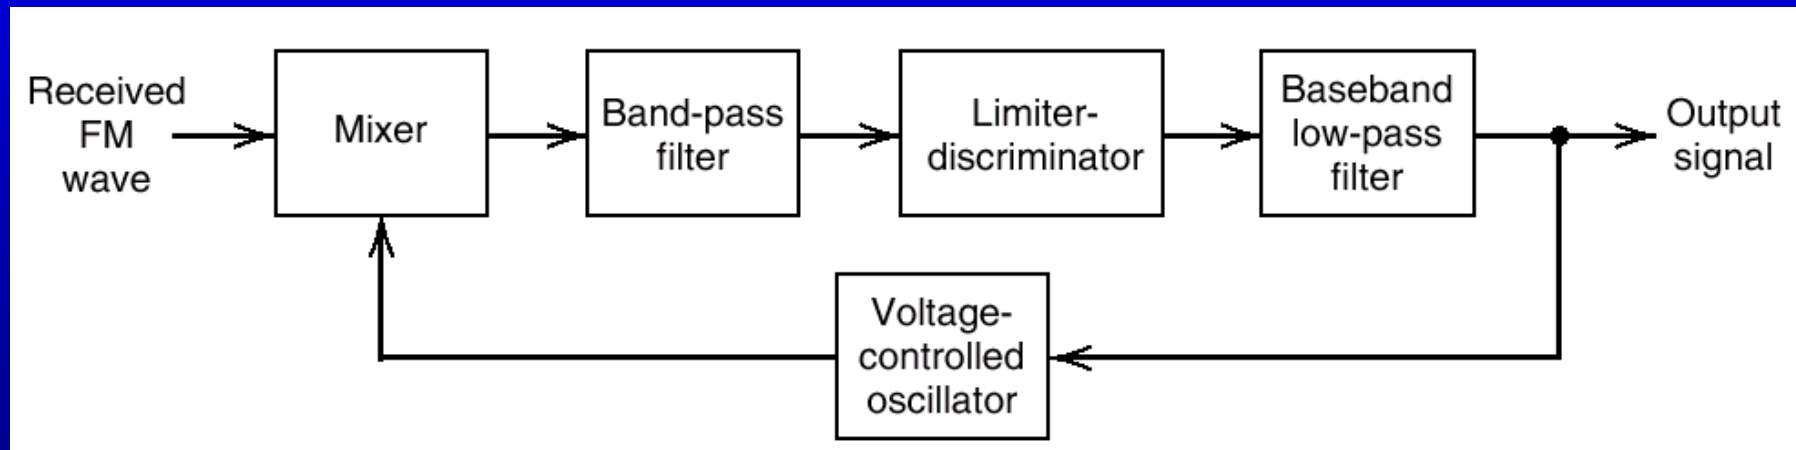 Received
FM
wave
Mixer
Band-pass
filter
Limiter-
discriminator
Baseband
low-pass
filter
Output
signal
Voltage-
controlled
oscillator